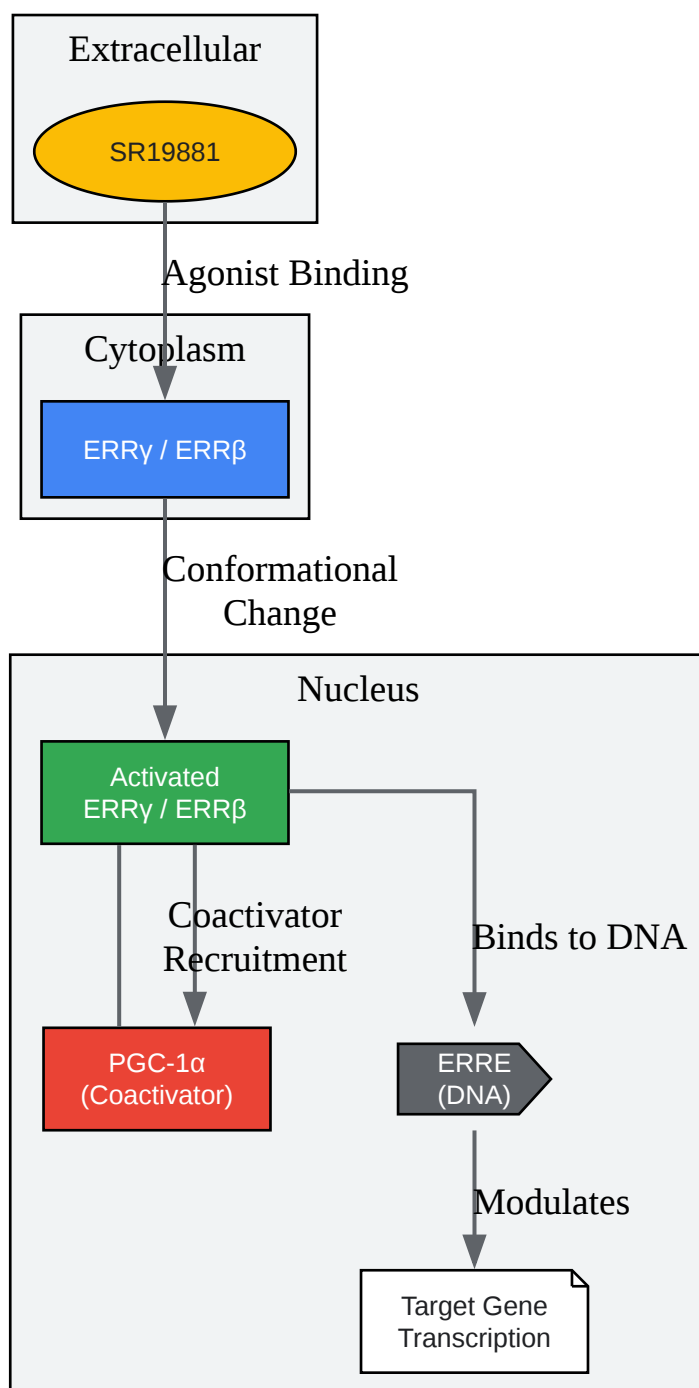 Extracellular
SR19881
Agonist Binding
Cytoplasm
ERRγ / ERRβ
Conformational
Change
Nucleus
Activated
ERRγ / ERRβ
Coactivator
Recruitment
Binds to DNA
PGC-1α
(Coactivator)
ERRE
(DNA)
Modulates
Target Gene
Transcription